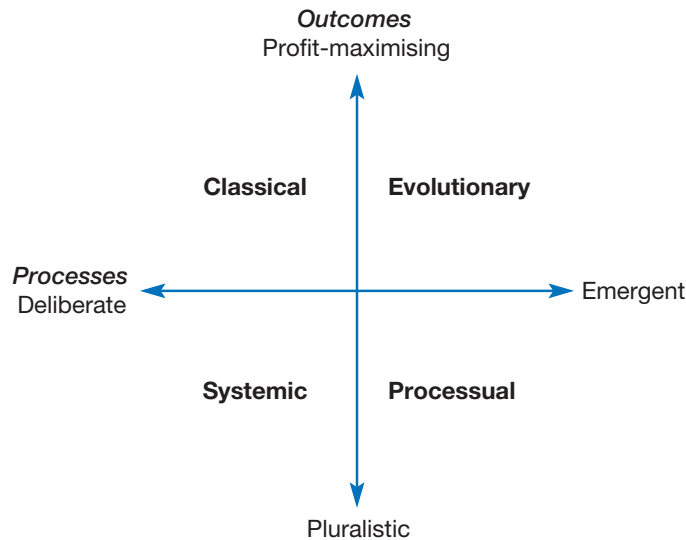 Outcomes
Profit-maximising
Classical
Evolutionary
Processes
Deliberate
Emergent
Systemic
Processual
Pluralistic